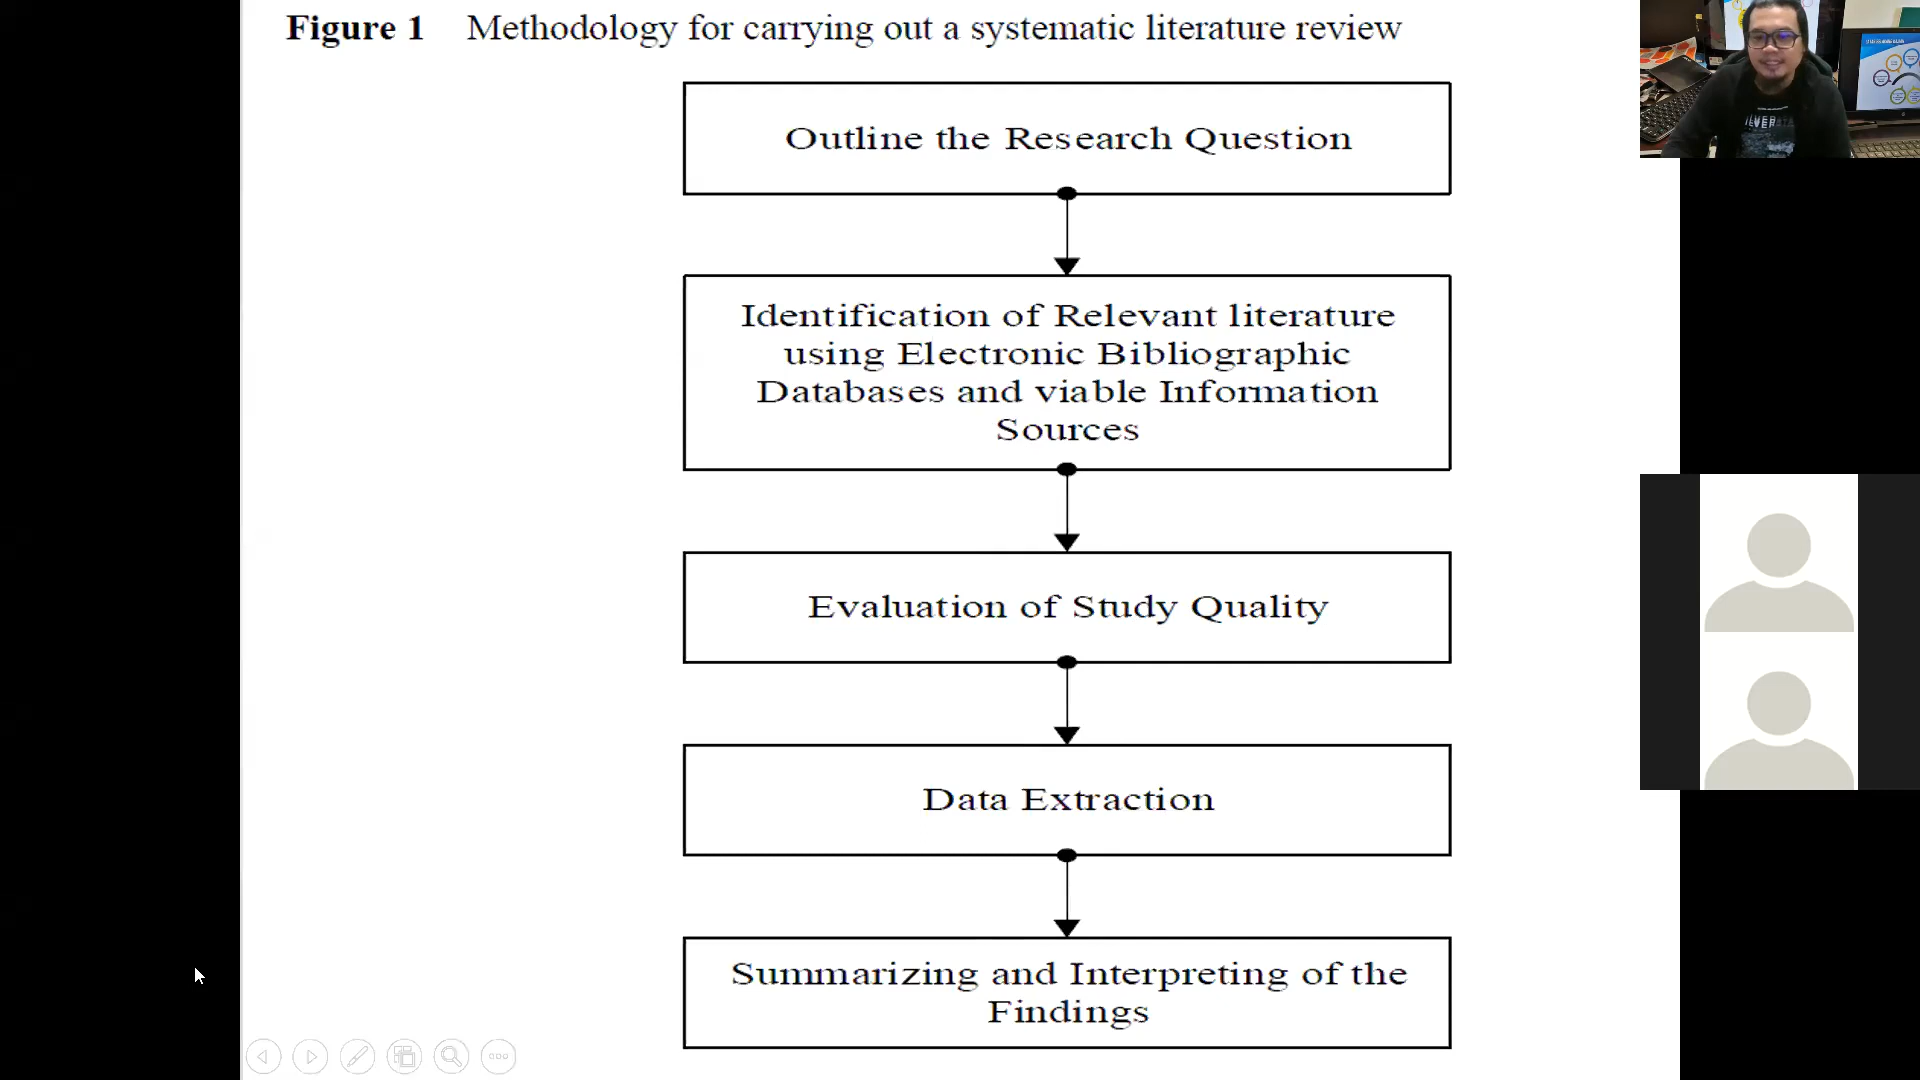 Figure 1 Methodology for carrying out a systematic literature review
Outline the Research Question
Identification of Relevant literature
using Electronic Bibliographic
Databases and viable Information
Sources
Evaluation of Study Quality
Data Extraction
Summarizing and Interpreting of the
Findings